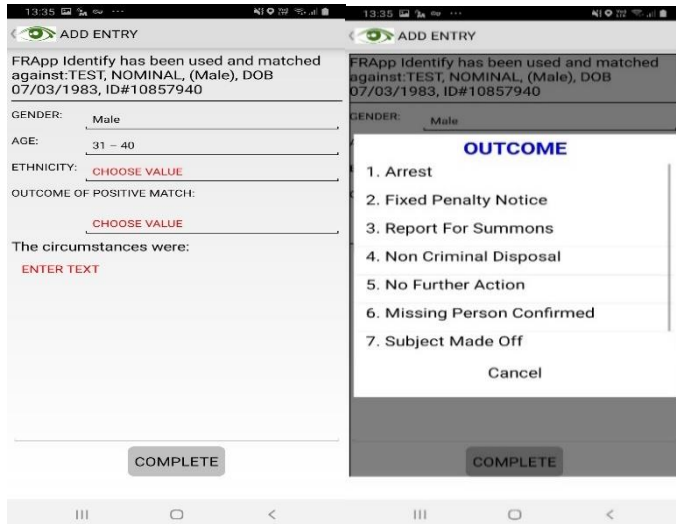 13:35
ADD ENTRY
FRApp Identify has been used and matched
against:TEST, NOMINAL, (Male), DOB
07/03/1983, ID#10857940
GENDER: Male
AGE: 31 – 40
ETHNICITY: CHOOSE VALUE
OUTCOME OF POSITIVE MATCH:
CHOOSE VALUE
The circumstances were:
ENTER TEXT
COMPLETE
13:35
ADD ENTRY
FRApp Identify has been used and matched
against:TEST, NOMINAL, (Male), DOB
07/03/1983, ID#10857940
GENDER: Male
OUTCOME
1. Arrest
2. Fixed Penalty Notice
3. Report For Summons
4. Non Criminal Disposal
5. No Further Action
6. Missing Person Confirmed
7. Subject Made Off
Cancel
COMPLETE